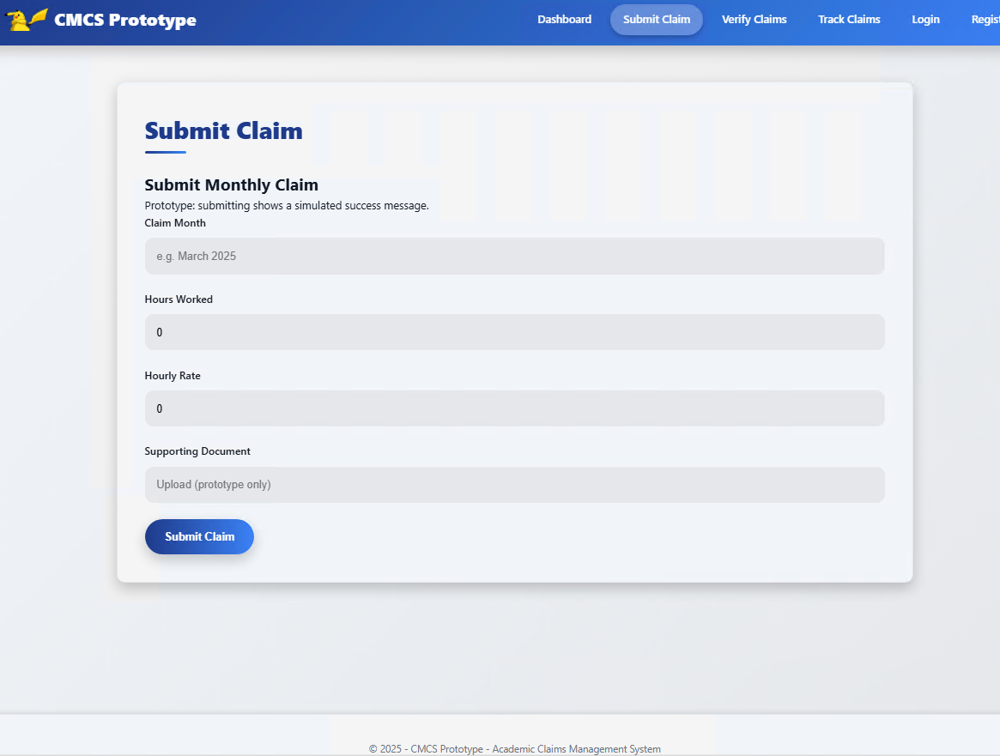 CMCS Prototype
Dashboard
Submit Claim
Verify Claims
Track Claims
Login
Submit Claim
Submit Monthly Claim
Prototype: submitting shows a simulated success message.
Claim Month
e.g. March 2025
Hours Worked
0
Hourly Rate
0
Supporting Document
Upload (prototype only)
Submit Claim
© 2025 - CMCS Prototype - Academic Claims Management System